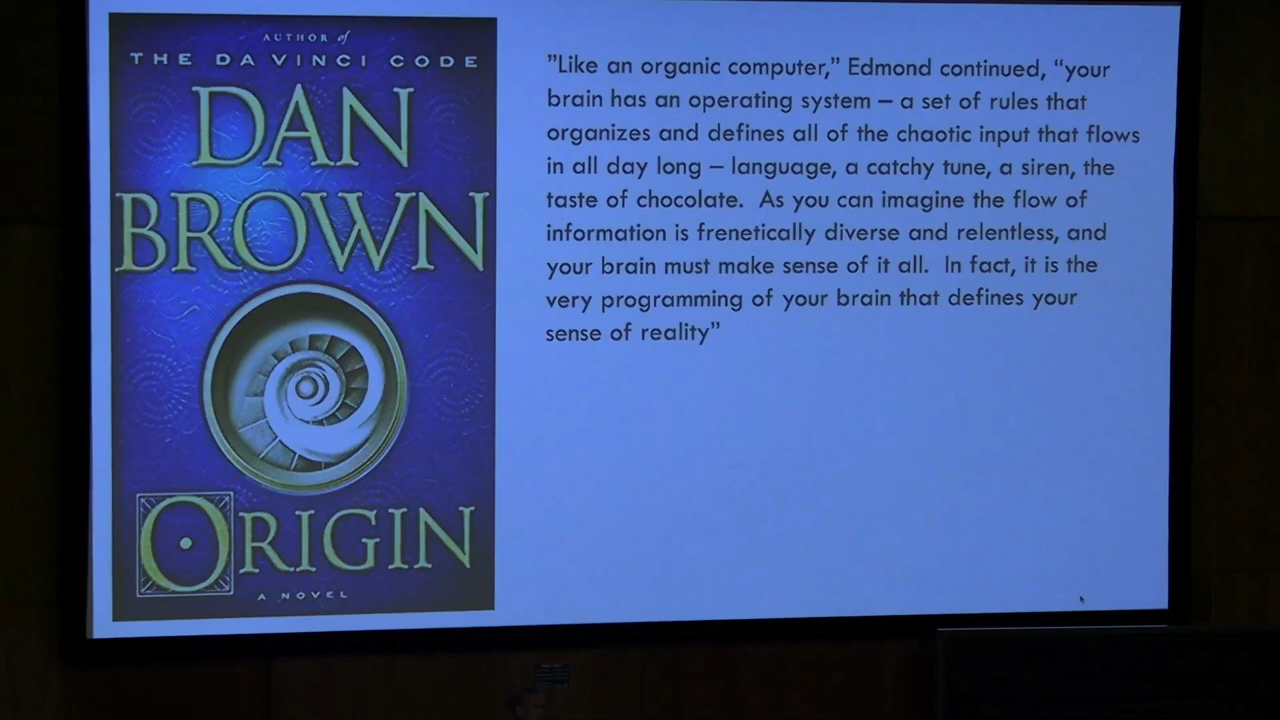 AUTHOR of
THE DA VINCI CODE
DAN
BROWN
ORIGIN
A NOVEL
”Like an organic computer,” Edmond continued, “your
brain has an operating system – a set of rules that
organizes and defines all of the chaotic input that flows
in all day long – language, a catchy tune, a siren, the
taste of chocolate.  As you can imagine the flow of
information is frenetically diverse and relentless, and
your brain must make sense of it all.  In fact, it is the
very programming of your brain that defines your
sense of reality”